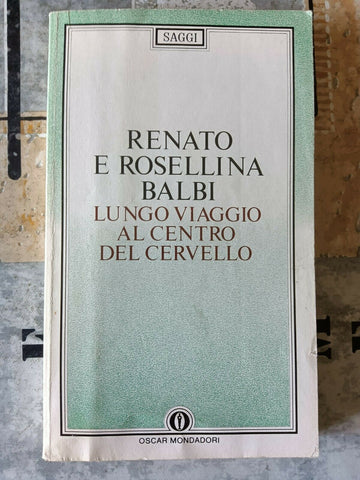 SAGGI
RENATO
E ROSELLINA
BALBI
LUNGO VIAGGIO
AL CENTRO
DEL CERVELLO
OSCAR MONDADORI